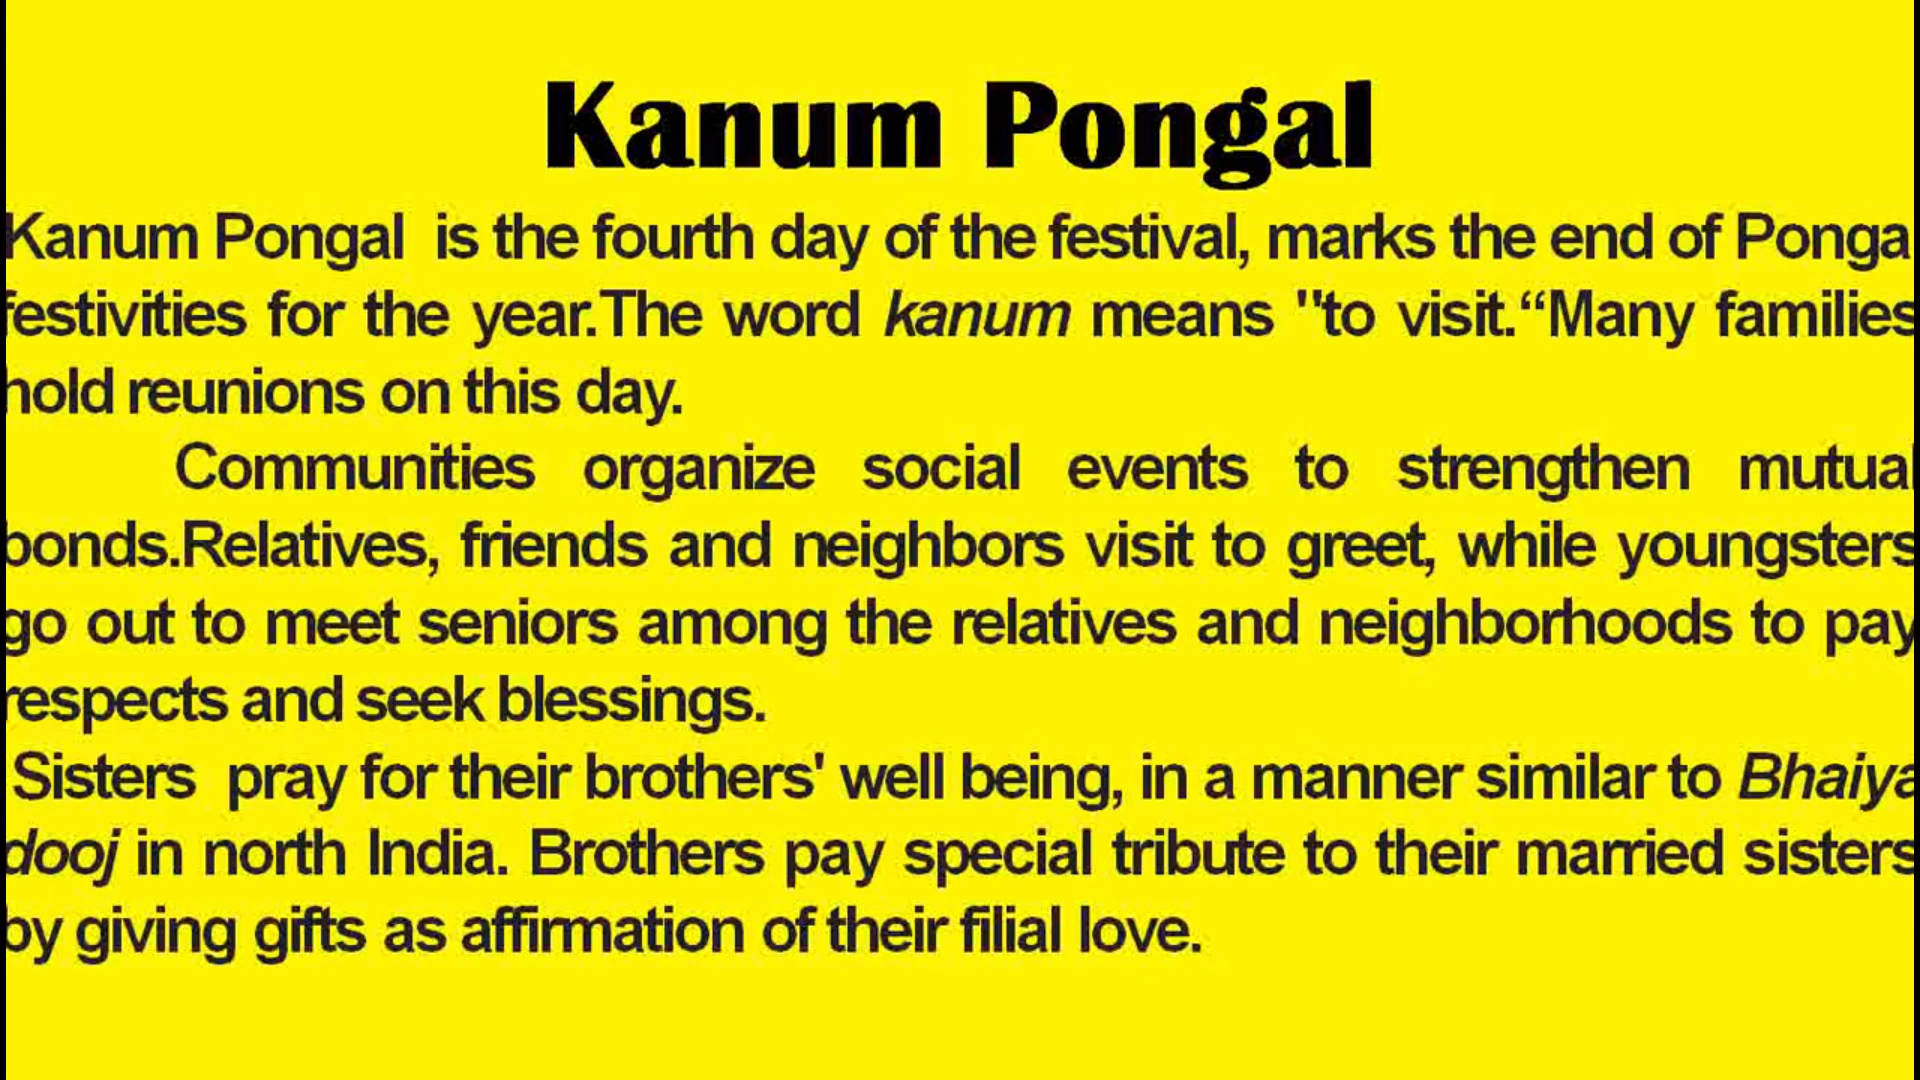 Kanum Pongal
Kanum Pongal is the fourth day of the festival, marks the end of Ponga
festivities for the year.The word kanum means "to visit.“Many families
hold reunions on this day.
Communities organize social events to strengthen mutual
bonds.Relatives, friends and neighbors visit to greet, while youngsters
go out to meet seniors among the relatives and neighborhoods to pay
respects and seek blessings.
Sisters pray for their brothers' well being, in a manner similar to Bhaiya
dooj in north India. Brothers pay special tribute to their married sisters
by giving gifts as affirmation of their filial love.